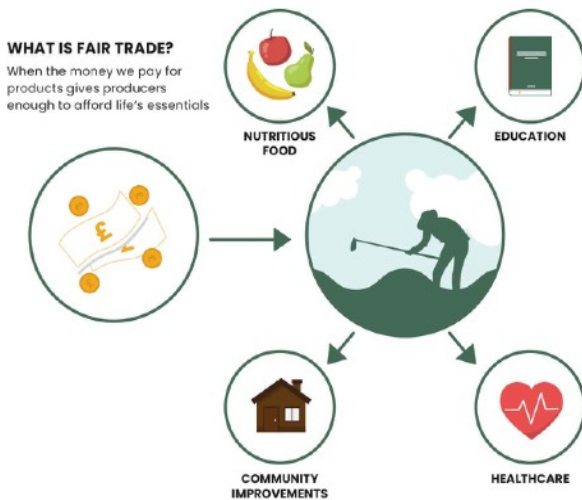 WHAT IS FAIR TRADE?
When the money we pay for
products gives producers
enough to afford life's essentials
NUTRITIOUS
FOOD
EDUCATION
£
COMMUNITY
IMPROVEMENTS
HEALTHCARE